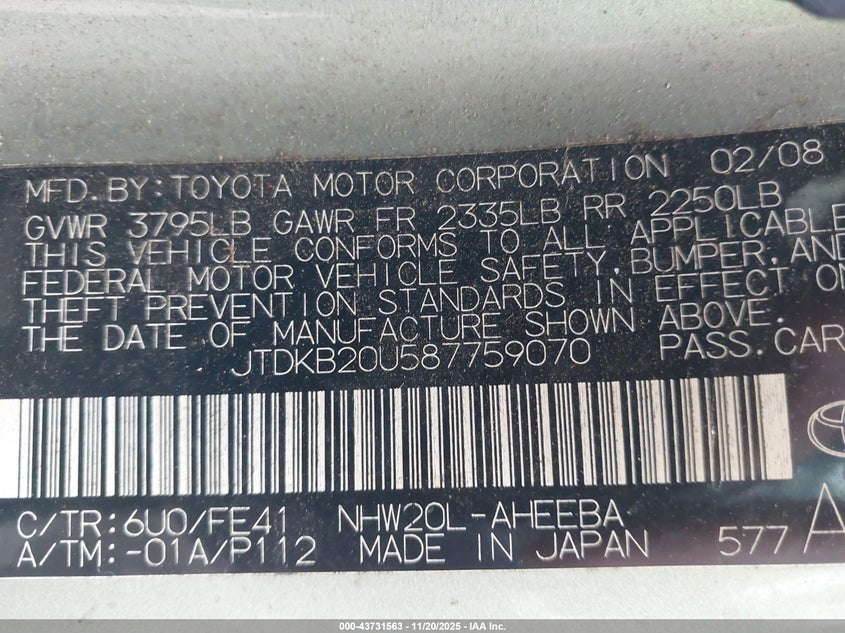 MFD. BY: TOYOTA MOTOR CORPORATION 02/08
GVWR 3795LB GAWR FR 2335LB RR 2250LB
THIS VEHICLE CONFORMS TO ALL APPLICABLE
FEDERAL MOTOR VEHICLE SAFETY, BUMPER, AND
THEFT PREVENTION STANDARDS IN EFFECT ON
THE DATE OF MANUFACTURE SHOWN ABOVE.
JTDKB20U587759070 PASS. CAR
C/TR: 6U0/FE41 NHW20L-AHEEBA
A/TM: -01A/P112 MADE IN JAPAN 577 A
000-43731563 | 11/20/2025 | IAA Inc.